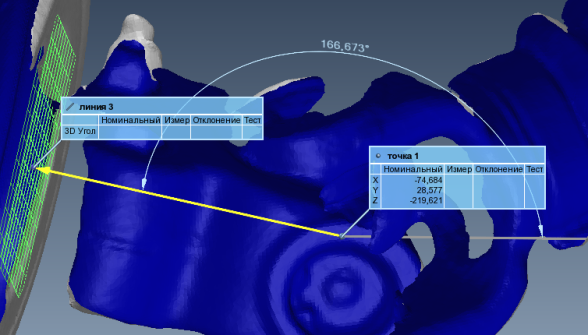 166,673°
линия 3
Номинальный Измер Отклонение Тест
3D Угол
точка 1
Номинальный Измер Отклонение Тест
X -74,684
Y 28,577
Z -219,621